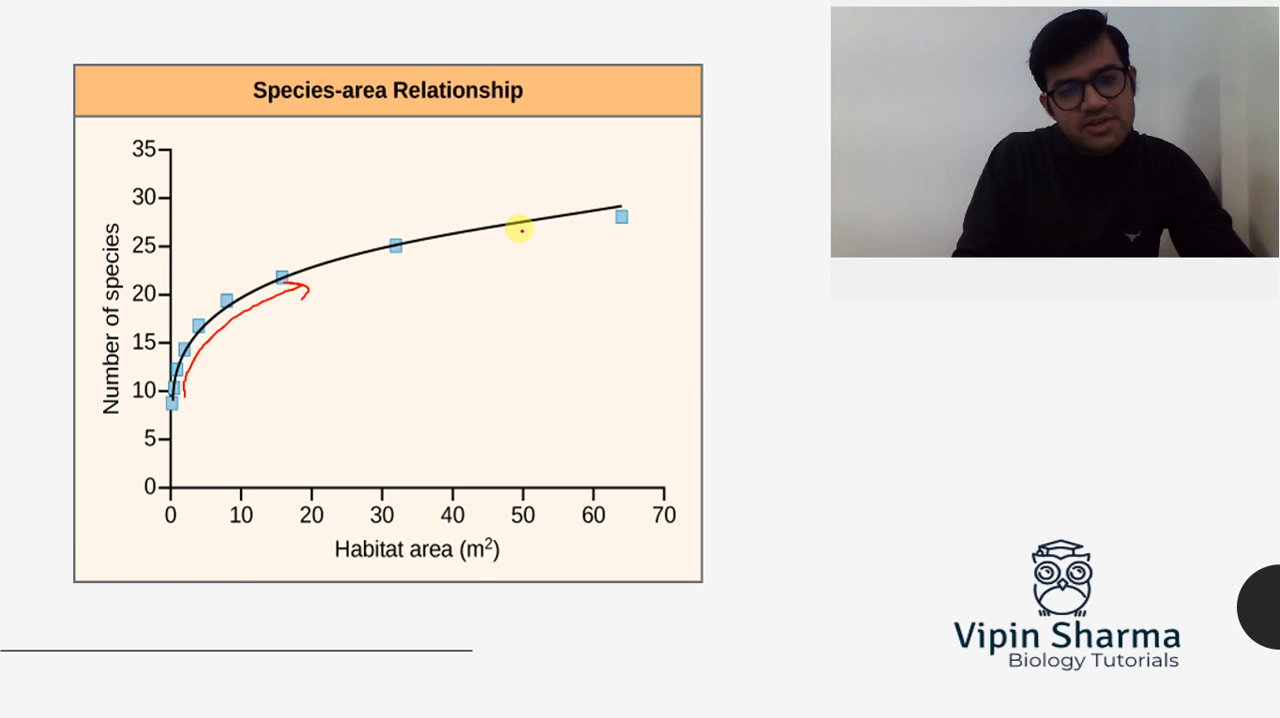 Species-area Relationship
35
30
25
20
15
10
5
0
Number of species
0 10 20 30 40 50 60 70
Habitat area (m²)
Vipin Sharma
Biology Tutorials